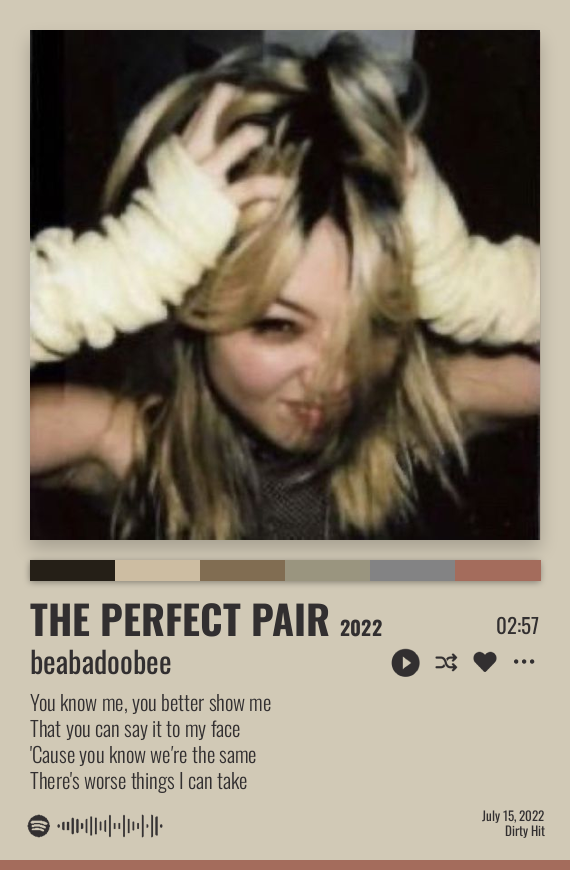 THE PERFECT PAIR 2022
02:57
beabadoobee
You know me, you better show me
That you can say it to my face
'Cause you know we're the same
There's worse things I can take
July 15, 2022
Dirty Hit